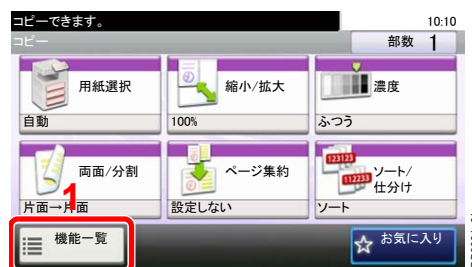 コピーできます。
10:10
コピー
部数 1
用紙選択
自動
縮小/拡大
100%
濃度
ふつう
両面/分割
片面→片面
1
ページ集約
設定しない
123123
112233
ソート/
仕分け
ソート
機能一覧
お気に入り